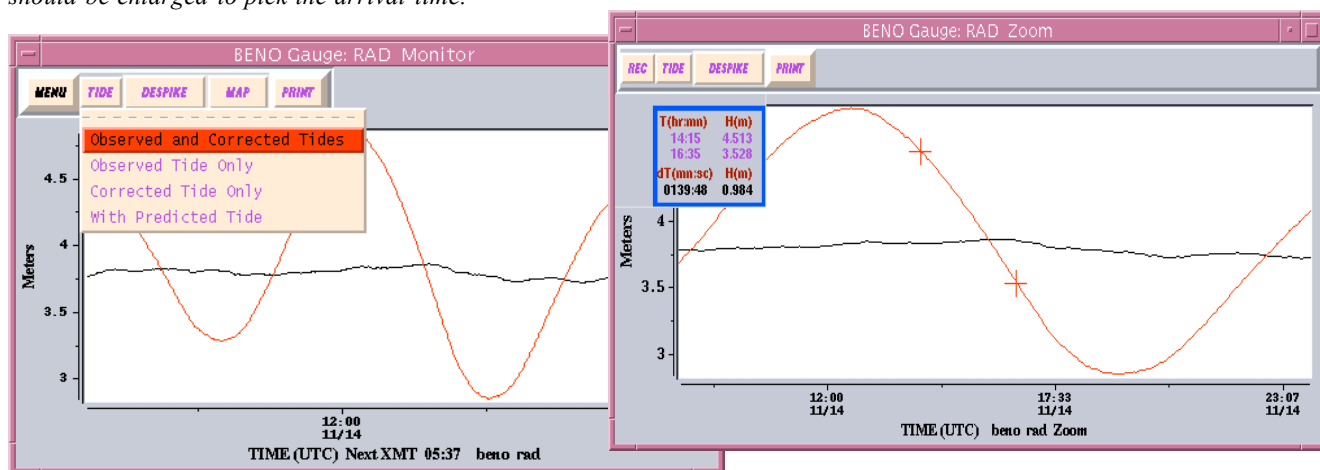 should be enlarged to pick the arrival time.
BENO Gauge: RAD Monitor
MENU TIDE DESPIKE MAP PRINT
Observed and Corrected Tides
Observed Tide Only
Corrected Tide Only
With Predicted Tide
4.5
4
3.5
3
Meters
12:00
11/14
TIME (UTC) Next XMT 05:37 beno rad
BENO Gauge: RAD Zoom
REC TIDE DESPIKE PRINT
T(hr:mn) H(m)
14:15 4.513
16:35 3.528
dT(mn:sc) H(m)
0139:48 0.984
4
3.5
3
Meters
12:00 17:33 23:07
11/14 11/14 11/14
TIME (UTC) beno rad Zoom